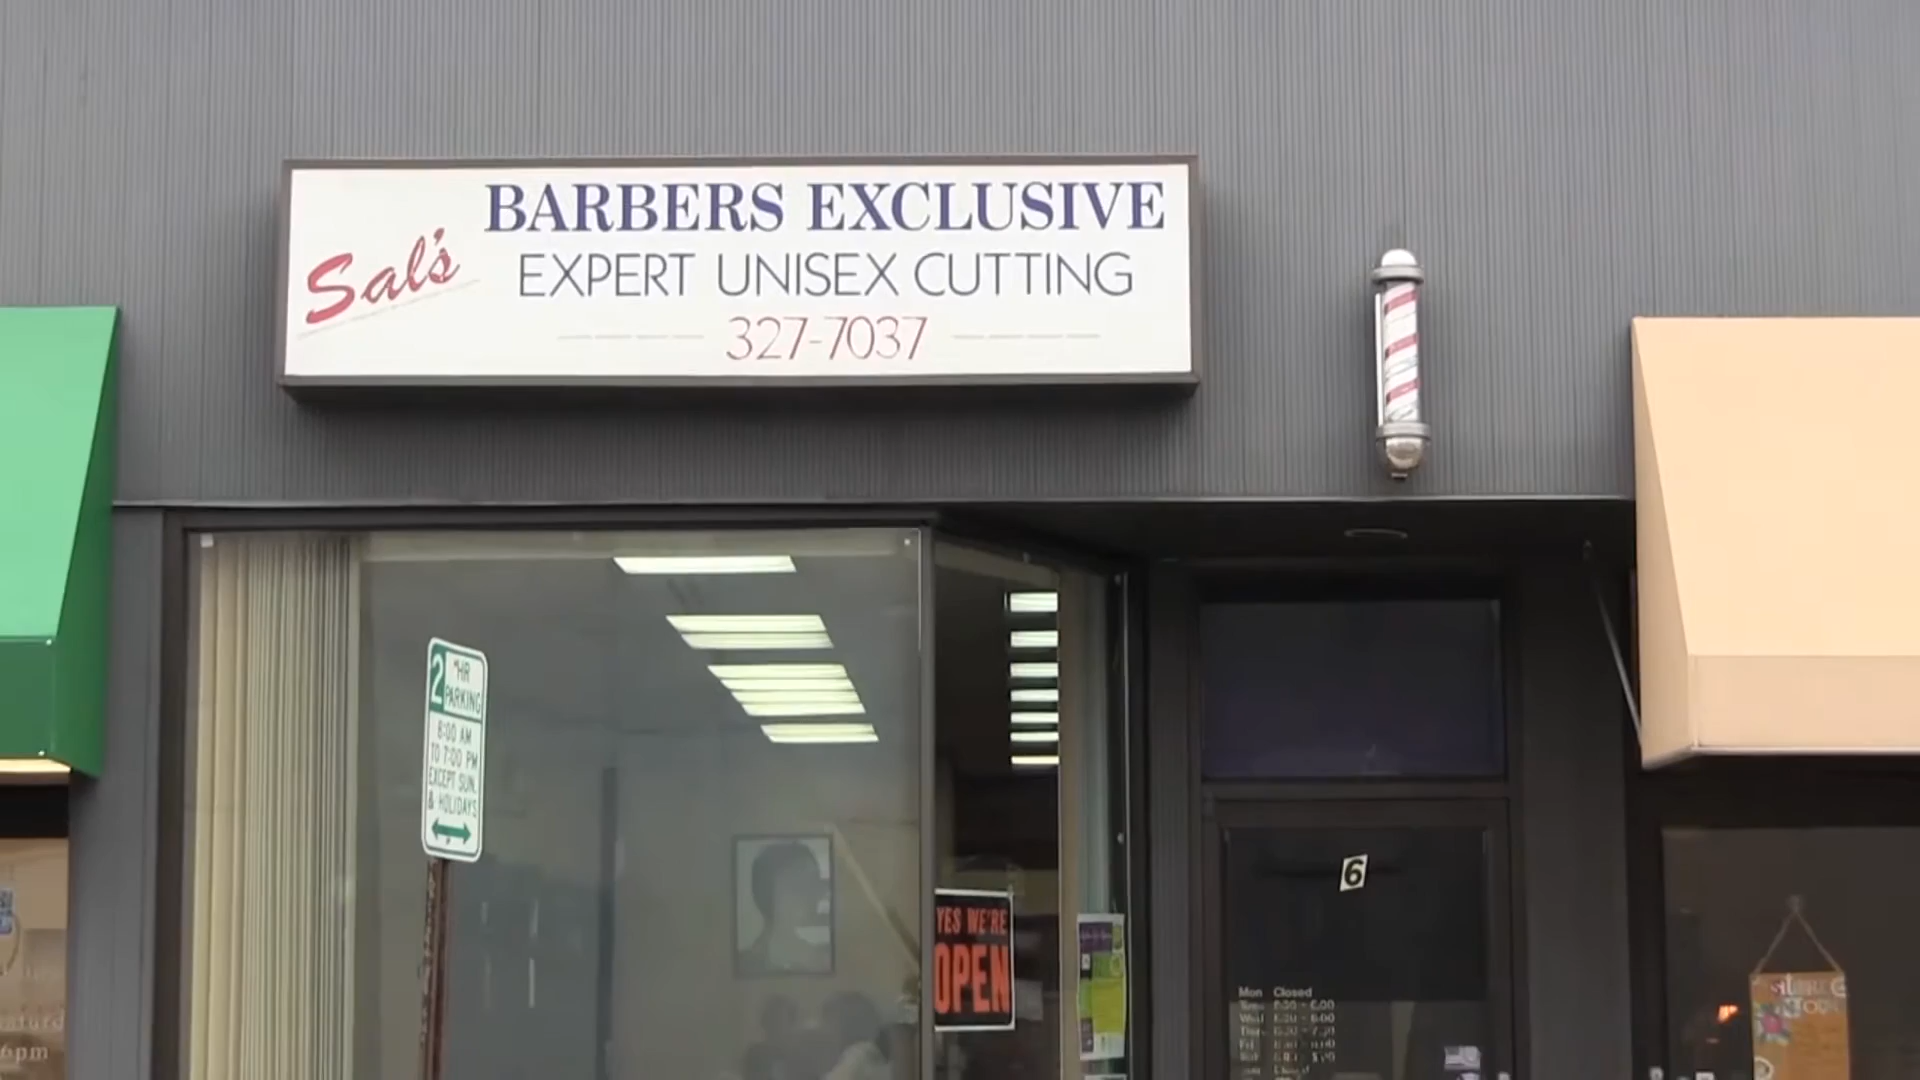 BARBERS EXCLUSIVE
Sal's
EXPERT UNISEX CUTTING
327-7037
2 HR
PARKING
8:00 AM
TO 7:00 PM
EXCEPT SUN.
& HOLIDAYS
YES WE'RE
OPEN
6
Mon Closed
6pm